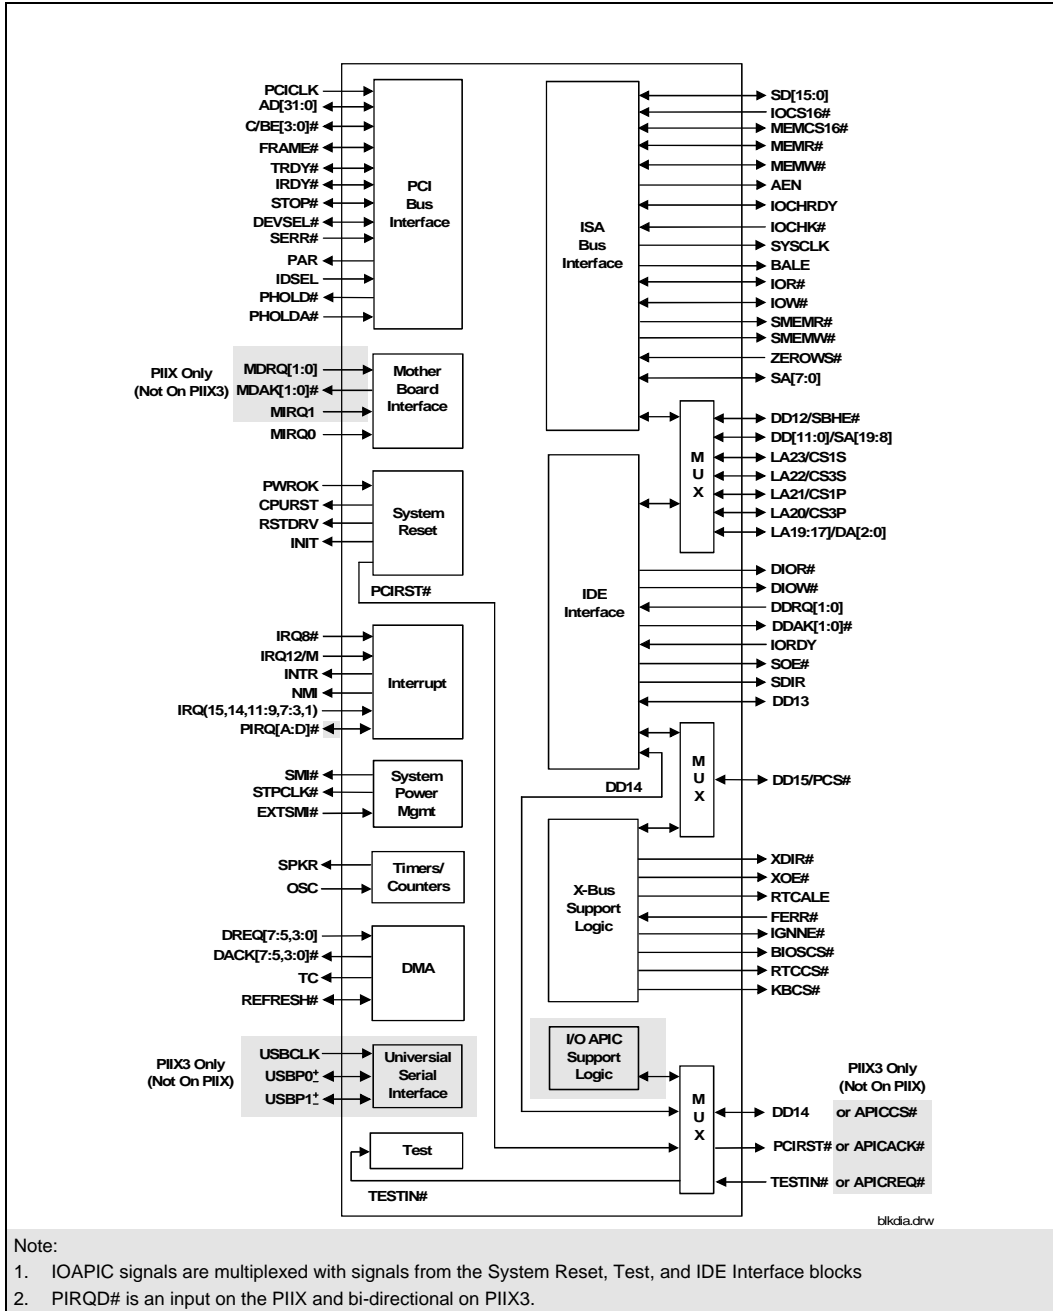 PCICLK
AD[31:0]
C/BE[3:0]#
FRAME#
TRDY#
IRDY#
STOP#
DEVSEL#
SERR#
PAR
IDSEL
PHOLD#
PHOLDA#
PCI
Bus
Interface
PIIX Only
(Not On PIIX3)
MDRQ[1:0]
MDAK[1:0]#
MIRQ1
MIRQ0
Mother
Board
Interface
PWROK
CPURST
RSTDRV
INIT
System
Reset
PCIRST#
IRQ8#
IRQ12/M
INTR
NMI
IRQ(15,14,11:9,7:3,1)
PIRQ[A:D]#
Interrupt
SMI#
STPCLK#
EXTSMI#
System
Power
Mgmt
SPKR
OSC
Timers/
Counters
DREQ[7:5,3:0]
DACK[7:5,3:0]#
TC
REFRESH#
DMA
PIIX3 Only
(Not On PIIX)
USBCLK
USBP0+-
USBP1+-
Universial
Serial
Interface
Test
TESTIN#
ISA
Bus
Interface
SD[15:0]
IOCS16#
MEMCS16#
MEMR#
MEMW#
AEN
IOCHRDY
IOCHK#
SYSCLK
BALE
IOR#
IOW#
SMEMR#
SMEMW#
ZEROWS#
SA[7:0]
M
U
X
DD12/SBHE#
DD[11:0]/SA[19:8]
LA23/CS1S
LA22/CS3S
LA21/CS1P
LA20/CS3P
LA19:17]/DA[2:0]
IDE
Interface
DIOR#
DIOW#
DDRQ[1:0]
DDAK[1:0]#
IORDY
SOE#
SDIR
DD13
DD14
M
U
X
DD15/PCS#
X-Bus
Support
Logic
XDIR#
XOE#
RTCALE
FERR#
IGNNE#
BIOSCS#
RTCCS#
KBCS#
I/O APIC
Support
Logic
M
U
X
PIIX3 Only
(Not On PIIX)
DD14 or APICCS#
PCIRST# or APICACK#
TESTIN# or APICREQ#
blkdia.drw
Note:
1. IOAPIC signals are multiplexed with signals from the System Reset, Test, and IDE Interface blocks
2. PIRQD# is an input on the PIIX and bi-directional on PIIX3.